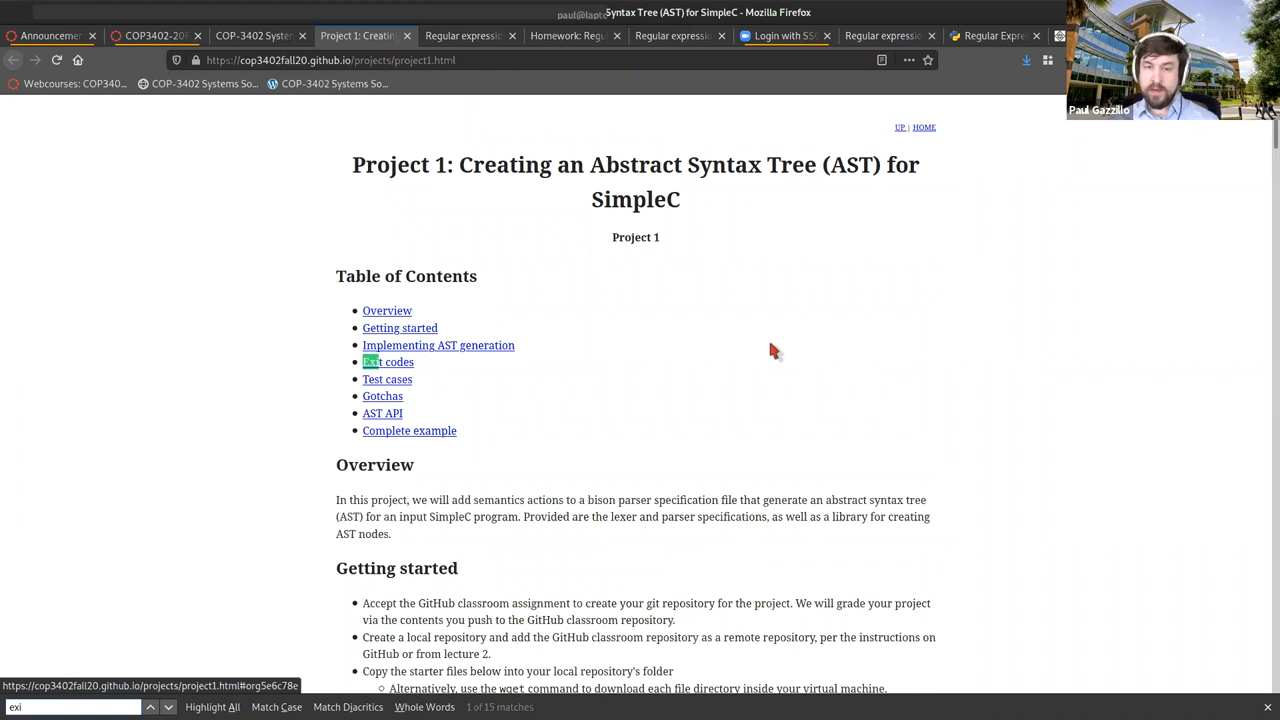 paul@lapt
Syntax Tree (AST) for SimpleC - Mozilla Firefox
Announcemen
COP3402-20F
COP-3402 System
Project 1: Creatin
Regular expressio
Homework: Regu
Regular expressio
Login with SSO
Regular expressio
Regular Expres
https://cop3402fall20.github.io/projects/project1.html
Webcourses: COP340...
COP-3402 Systems So...
COP-3402 Systems So...
Paul Gazzillo
UP | HOME
Project 1: Creating an Abstract Syntax Tree (AST) for
SimpleC
Project 1
Table of Contents
Overview
Getting started
Implementing AST generation
Exit codes
Test cases
Gotchas
AST API
Complete example
Overview
In this project, we will add semantics actions to a bison parser specification file that generate an abstract syntax tree
(AST) for an input SimpleC program. Provided are the lexer and parser specifications, as well as a library for creating
AST nodes.
Getting started
Accept the GitHub classroom assignment to create your git repository for the project. We will grade your project
via the contents you push to the GitHub classroom repository.
Create a local repository and add the GitHub classroom repository as a remote repository, per the instructions on
GitHub or from lecture 2.
Copy the starter files below into your local repository's folder
Alternatively, use the wget command to download each file directory inside your virtual machine.
https://cop3402fall20.github.io/projects/project1.html#org5e6c78e
exi
Highlight All
Match Case
Match Diacritics
Whole Words
1 of 15 matches